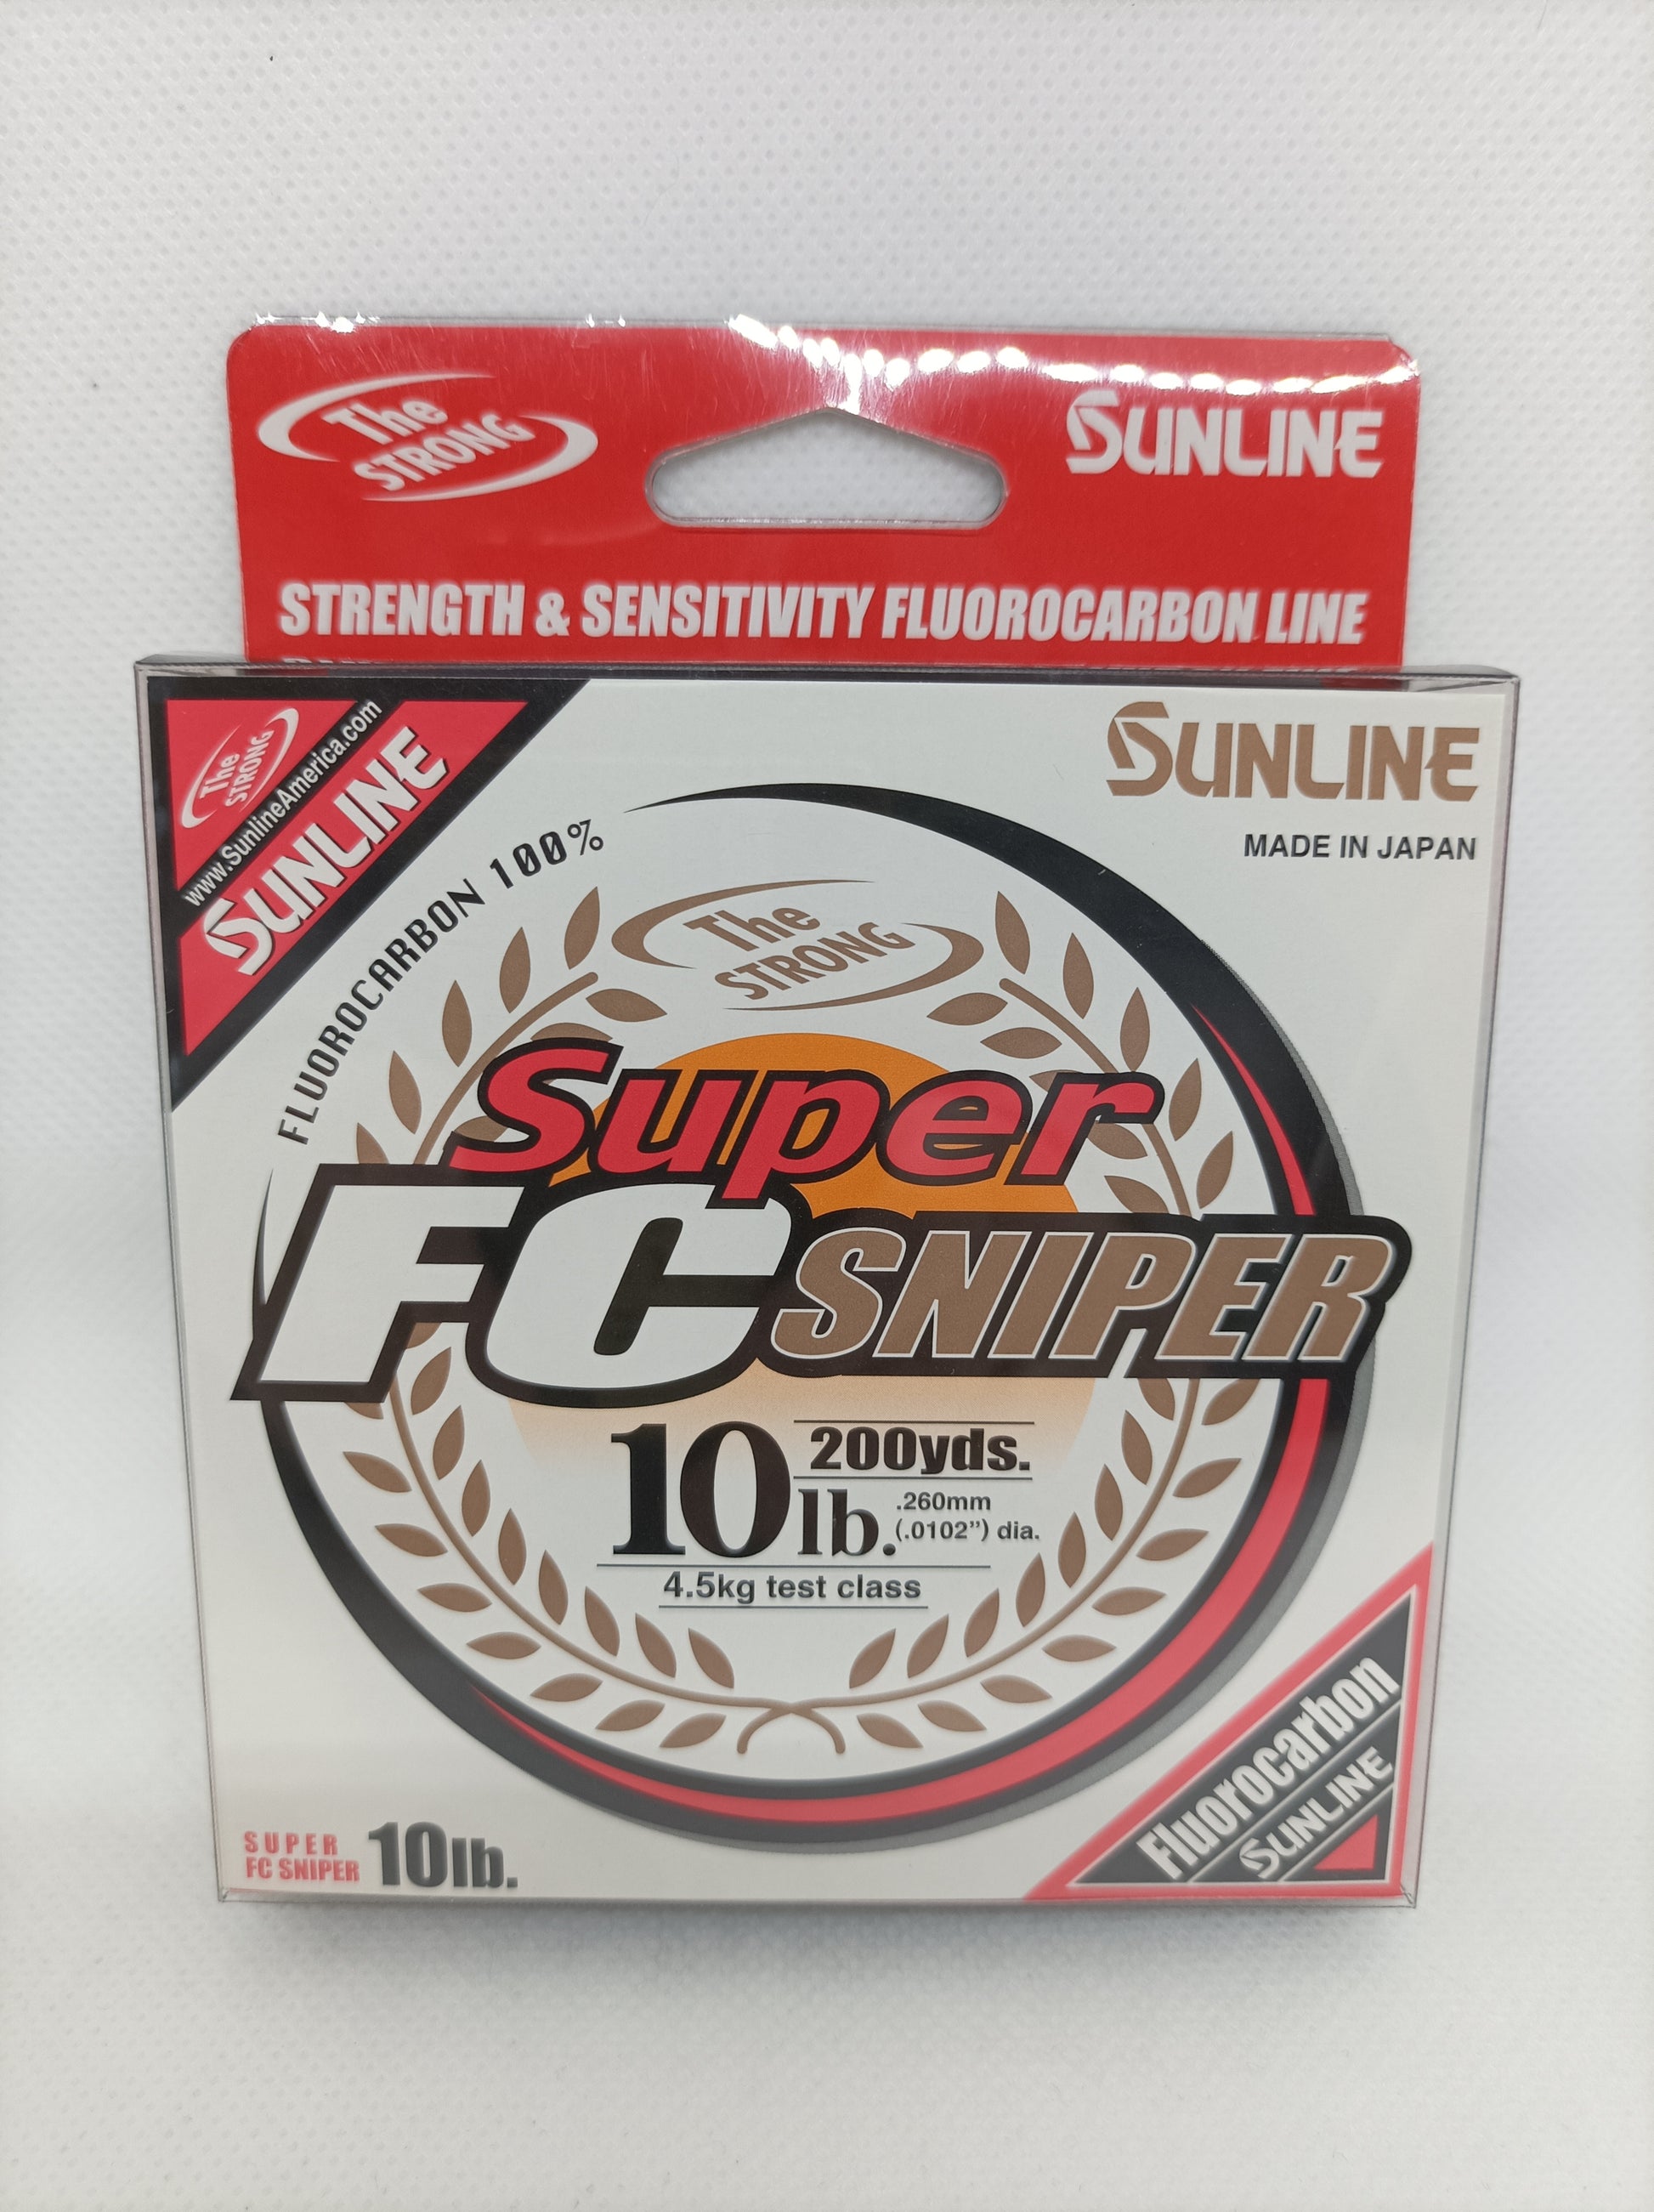 The
STRONG
SUNLINE
STRENGTH & SENSITIVITY FLUOROCARBON LINE
The
STRONG
www.SunlineAmerica.com
SUNLINE
SUNLINE
MADE IN JAPAN
FLUOROCARBON 100%
The
STRONG
Super
FC SNIPER
10lb.
200yds.
.260mm
(.0102”) dia.
4.5kg test class
Fluorocarbon
SUNLINE
SUPER
FC SNIPER
10lb.